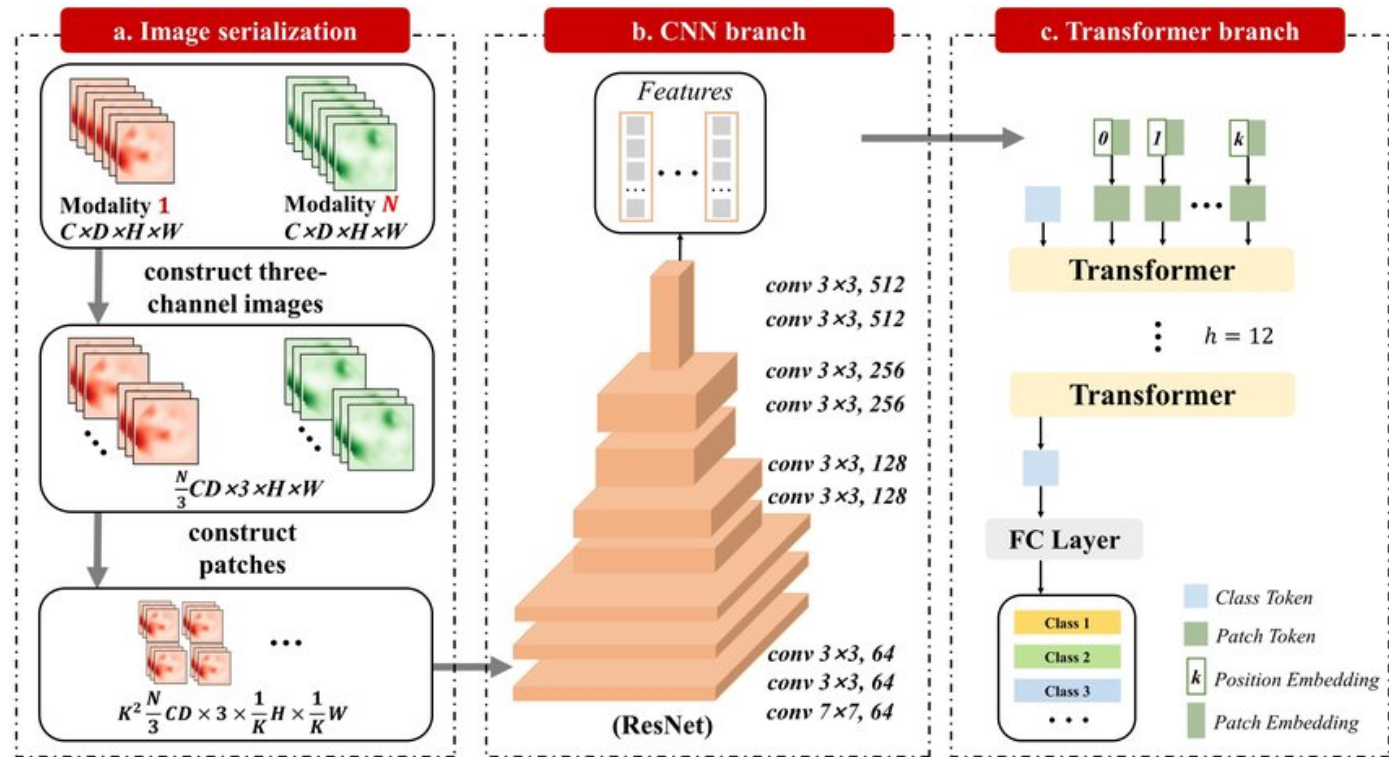 a. Image serialization
Modality 1
C×D×H×W
Modality N
C×D×H×W
construct three-
channel images
N/3 CD×3×H×W
construct
patches
K² N/3 CD × 3 × 1/K H × 1/K W
b. CNN branch
Features
conv 3×3, 512
conv 3×3, 512
conv 3×3, 256
conv 3×3, 256
conv 3×3, 128
conv 3×3, 128
conv 3×3, 64
conv 3×3, 64
conv 7×7, 64
(ResNet)
c. Transformer branch
0 1 k
Transformer
h = 12
Transformer
FC Layer
Class 1
Class 2
Class 3
Class Token
Patch Token
k Position Embedding
Patch Embedding